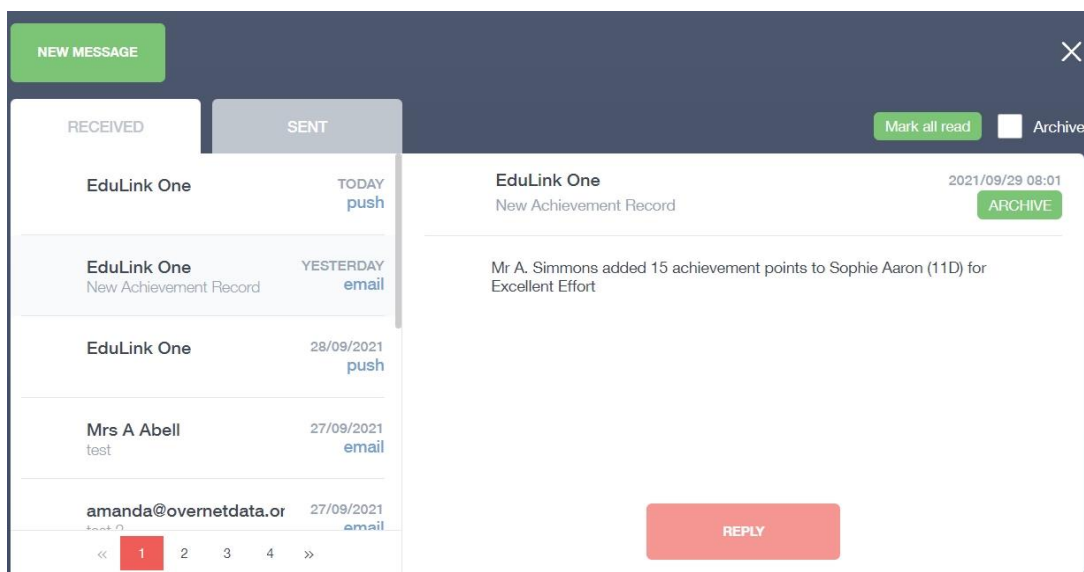 NEW MESSAGE
RECEIVED
SENT
Mark all read
Archive
EduLink One
TODAY
push
EduLink One
YESTERDAY
New Achievement Record
email
EduLink One
28/09/2021
push
Mrs A Abell
27/09/2021
test
email
amanda@overnetdata.or
27/09/2021
test 2
email
« 1 2 3 4 »
EduLink One
2021/09/29 08:01
New Achievement Record
ARCHIVE
Mr A. Simmons added 15 achievement points to Sophie Aaron (11D) for
Excellent Effort
REPLY